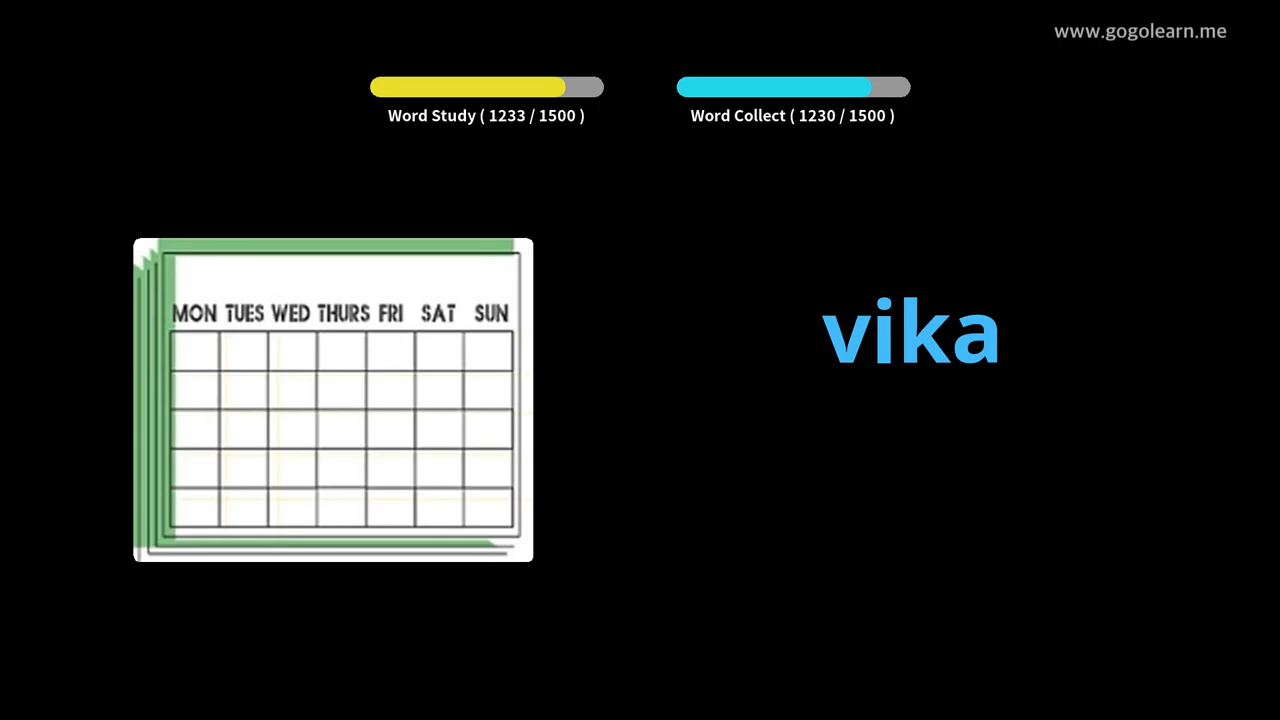 www.gogolearn.me
Word Study ( 1233 / 1500 )
Word Collect ( 1230 / 1500 )
MON TUES WED THURS FRI SAT SUN
vika